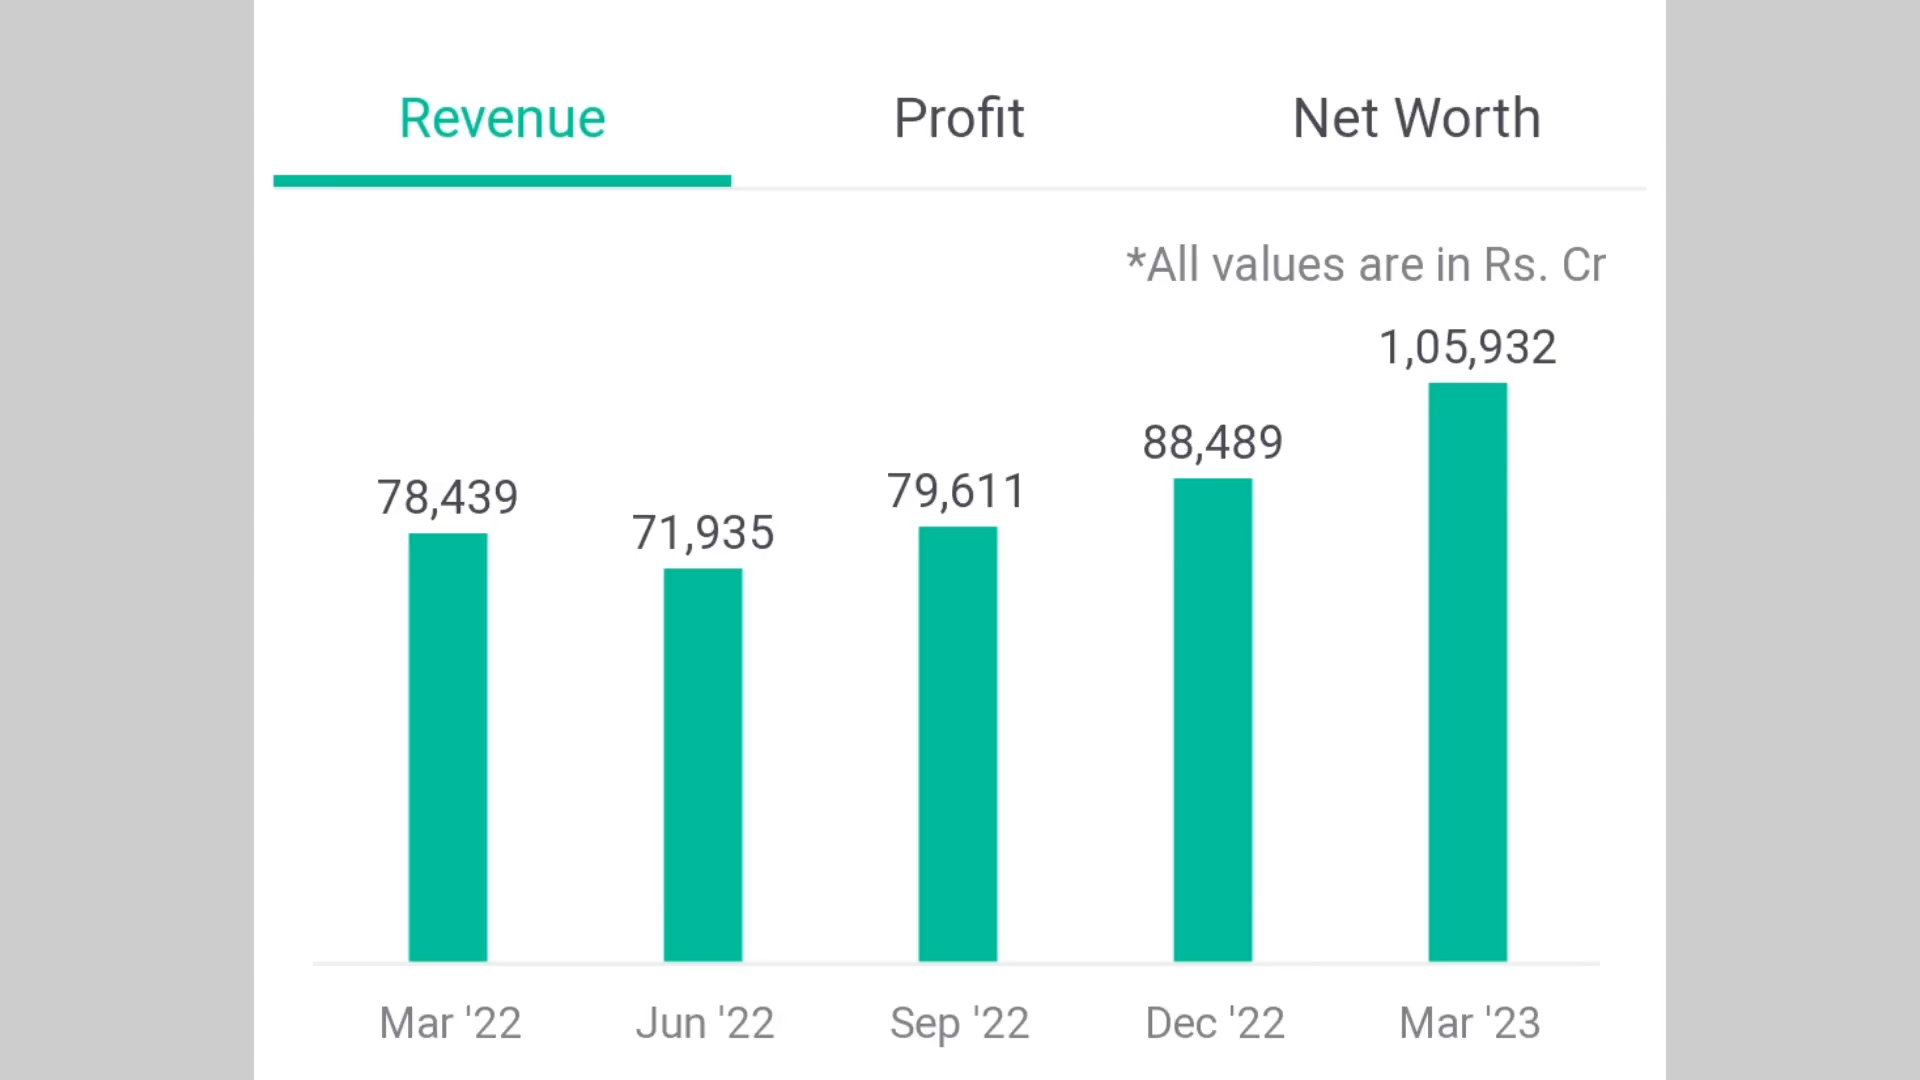 Revenue Profit Net Worth
*All values are in Rs. Cr
78,439 71,935 79,611 88,489 1,05,932
Mar '22 Jun '22 Sep '22 Dec '22 Mar '23